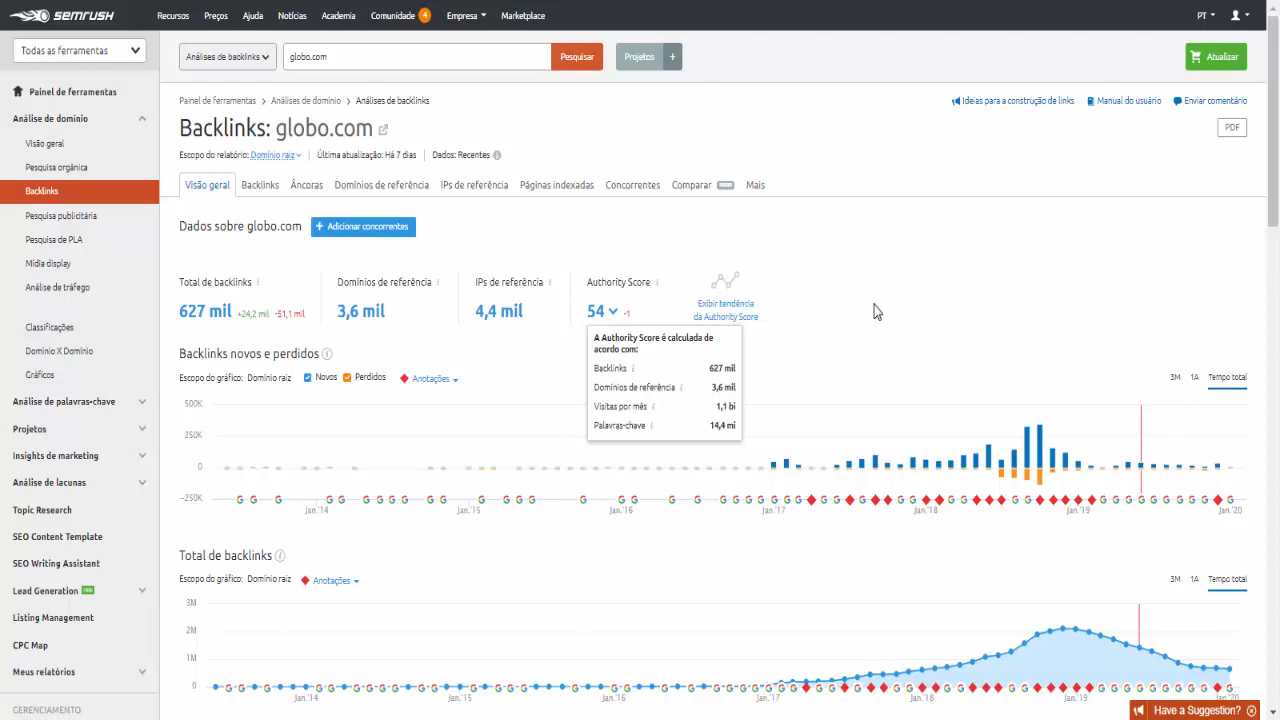 SEMRUSH
Recursos Preços Ajuda Notícias Academia Comunidade 4 Empresa Marketplace PT
Todas as ferramentas
Análises de backlinks globo.com Pesquisar Projetos + Atualizar
Painel de ferramentas
Análise de domínio
Visão geral
Pesquisa orgânica
Backlinks
Pesquisa publicitária
Pesquisa de PLA
Mídia display
Análise de tráfego
Classificações
Domínio X Domínio
Gráficos
Análise de palavras-chave
Projetos
Insights de marketing
Análise de lacunas
Topic Research
SEO Content Template
SEO Writing Assistant
Lead Generation
Listing Management
CPC Map
Meus relatórios
GERENCIAMENTO
Painel de ferramentas > Análises de domínio > Análises de backlinks
Ideias para a construção de links Manual do usuário Enviar comentário
Backlinks: globo.com
PDF
Escopo do relatório: Domínio raiz | Última atualização: Há 7 dias | Dados: Recentes
Visão geral Backlinks Âncoras Domínios de referência IPs de referência Páginas indexadas Concorrentes Comparar Mais
Dados sobre globo.com + Adicionar concorrentes
Total de backlinks i Domínios de referência i IPs de referência i Authority Score i
627 mil +24,2 mil -51,1 mil 3,6 mil 4,4 mil 54 -1
Exibir tendência
da Authority Score
A Authority Score é calculada de
acordo com:
Backlinks i 627 mil
Domínios de referência i 3,6 mil
Visitas por mês i 1,1 bi
Palavras-chave i 14,4 mi
Backlinks novos e perdidos i
Escopo do gráfico: Domínio raiz Novos Perdidos Anotações
3M 1A Tempo total
500K
250K
0
-250K
Jan.'14 Jan.'15 Jan.'16 Jan.'17 Jan.'18 Jan.'19 Jan.'20
Total de backlinks i
Escopo do gráfico: Domínio raiz Anotações
3M 1A Tempo total
3M
2M
1M
0
Jan.'14 Jan.'15 Jan.'16 Jan.'17 Jan.'18 Jan.'19 Jan.'20
Have a Suggestion?